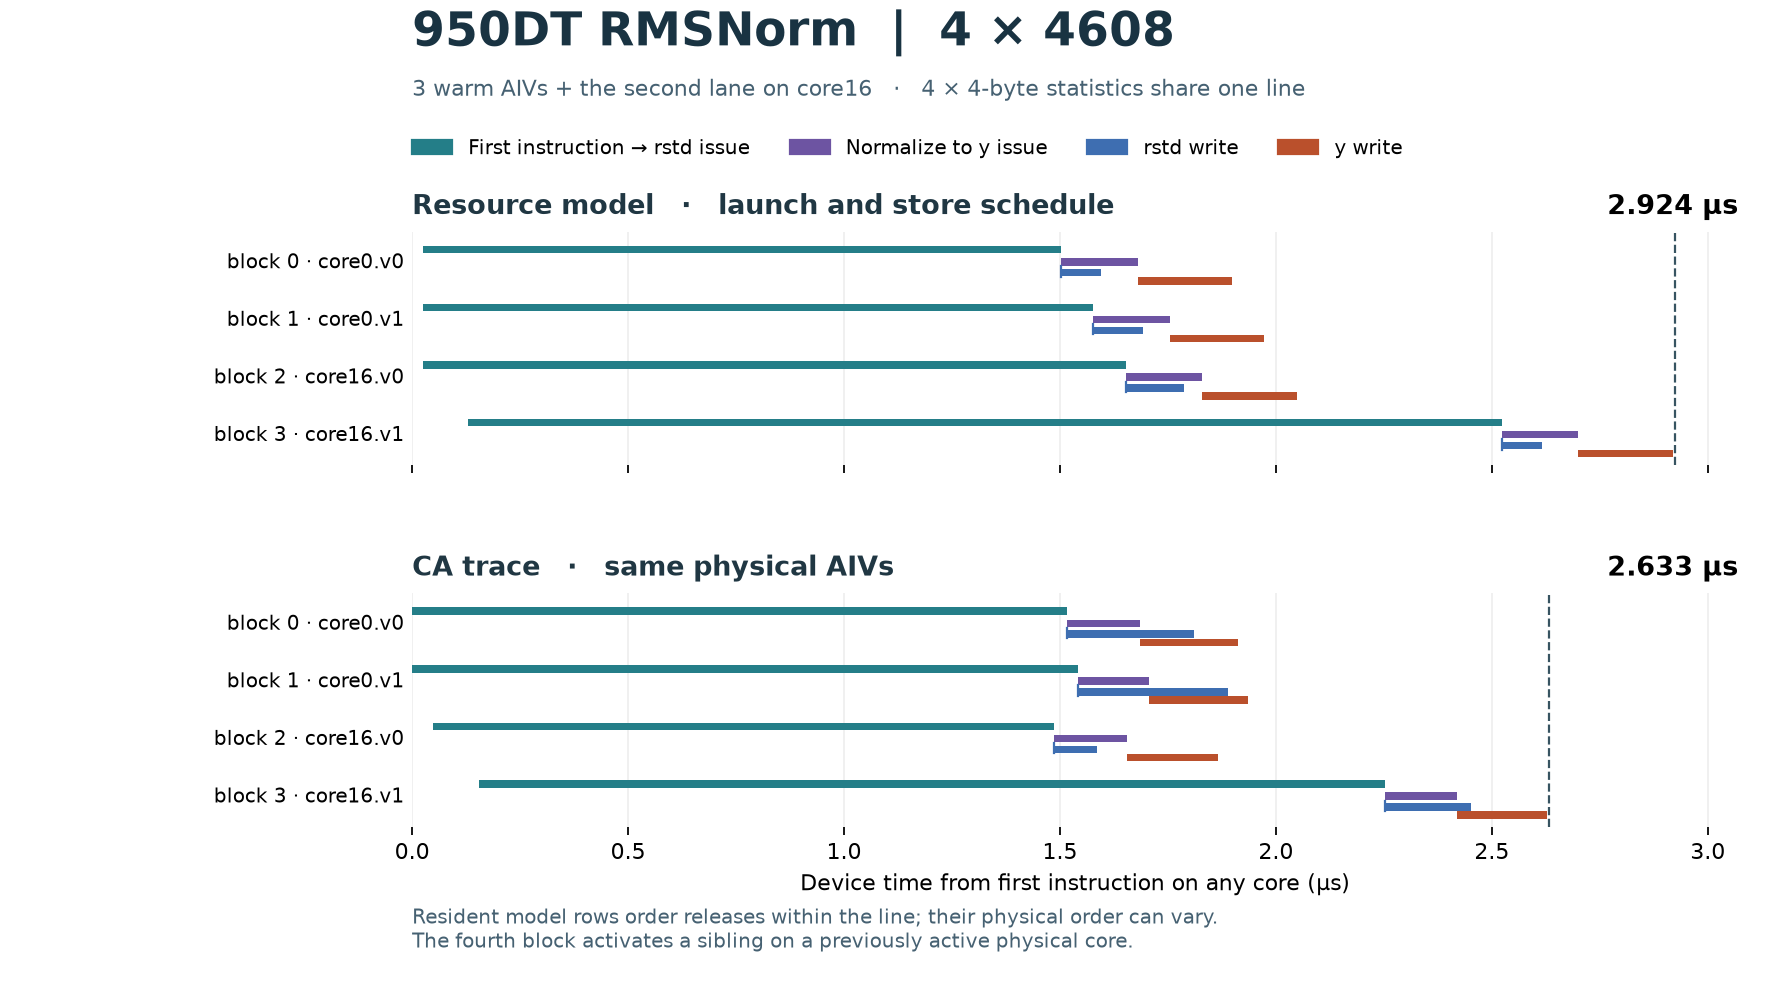 950DT RMSNorm | 4 × 4608
3 warm AIVs + the second lane on core16 · 4 × 4-byte statistics share one line
First instruction → rstd issue
Normalize to y issue
rstd write
y write
Resource model · launch and store schedule
2.924 µs
block 0 · core0.v0
block 1 · core0.v1
block 2 · core16.v0
block 3 · core16.v1
CA trace · same physical AIVs
2.633 µs
block 0 · core0.v0
block 1 · core0.v1
block 2 · core16.v0
block 3 · core16.v1
0.0 0.5 1.0 1.5 2.0 2.5 3.0
Device time from first instruction on any core (µs)
Resident model rows order releases within the line; their physical order can vary.
The fourth block activates a sibling on a previously active physical core.